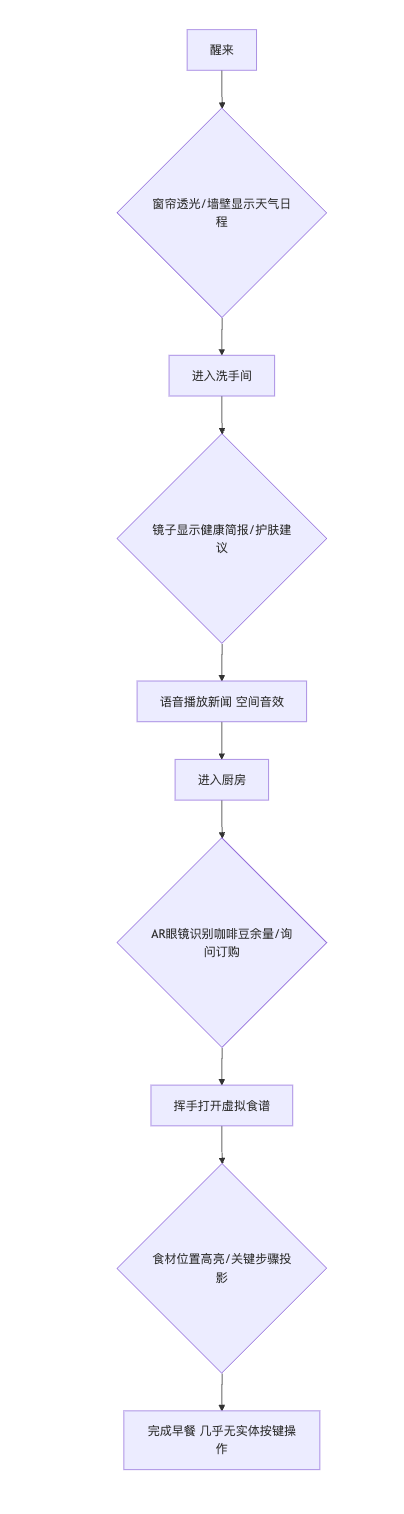 醒来
窗帘透光/墙壁显示天气日
程
进入洗手间
镜子显示健康简报/护肤建
议
语音播放新闻 空间音效
进入厨房
AR眼镜识别咖啡豆余量/询
问订购
挥手打开虚拟食谱
食材位置高亮/关键步骤投
影
完成早餐 几乎无实体按键操
作